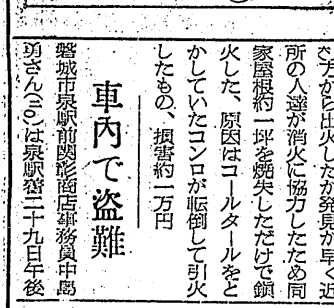 ら出火したが発見が早く近
所の人達が消火に協力したため同
家屋根約一坪を焼失しただけで鎮
火した、原因はコールタールをと
かしていたコンロが転倒して引火
したもの、損害約一万円
車内で盗難
磐城市泉駅前関彰商店事務員中島
勇さん(二〇)は泉駅着二十九日午後